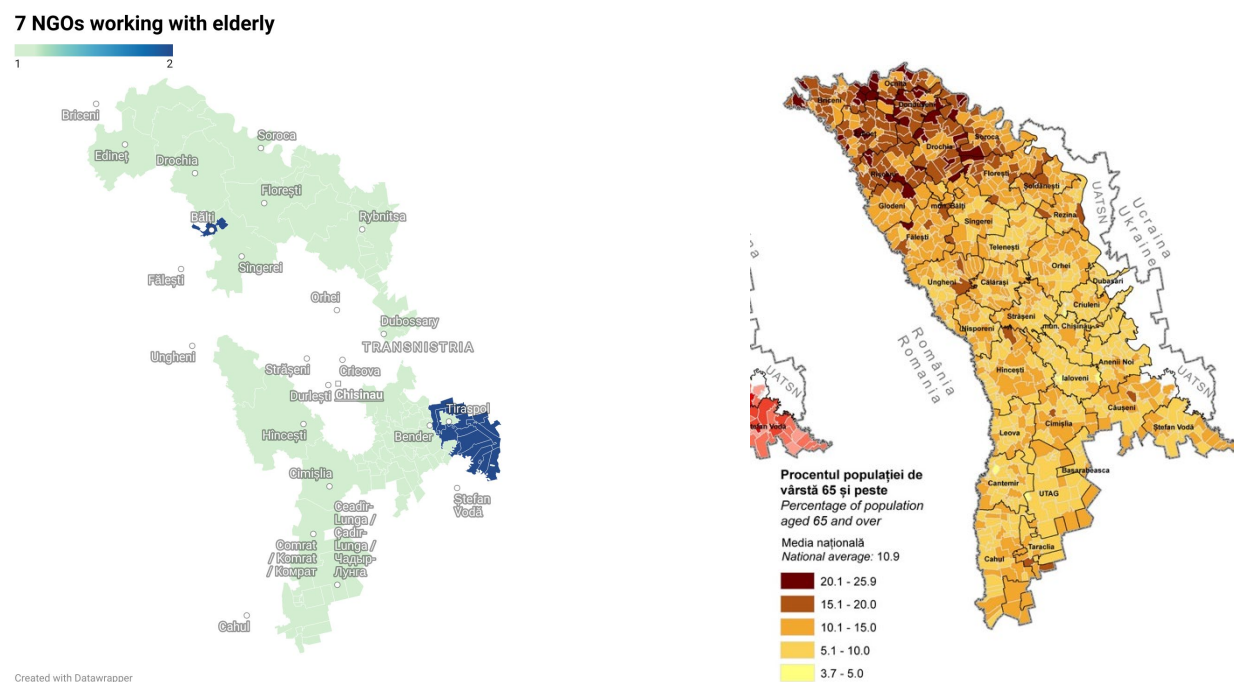 7 NGOs working with elderly
1
2
Briceni
Edineț
Drochia
Soroca
Florești
Bălți
Rybnitsa
Sîngerei
Fălești
Orhei
Dubossary
TRANSNISTRIA
Ungheni
Strășeni
Cricova
Durlești
Chisinau
Tiraspol
Bender
Hîncești
Cimișlia
Ștefan
Vodă
Ceadîr-
Lunga /
Çadır-
Lunga /
Чадыр-
Лунга
Comrat
/ Komrat
/ Комрат
Cahul
Created with Datawrapper
Briceni
Drochia
Soroca
Florești
Șoldănești
Glodeni
mun. Bălți
Sîngerei
Rezina
Fălești
Telenești
Orhei
Ungheni
Călărași
Dubăsari
Criuleni
Strășeni
mun. Chișinău
Nisporeni
Anenii Noi
Hîncești
Ialoveni
Căușeni
Cimișlia
Ștefan Vodă
Leova
Basarabeasca
Cantemir
UTAG
Taraclia
Cahul
UATSN
Ucraina
Ukraine
România
Romania
UATSN
UATSN
Procentul populației de
vârstă 65 și peste
Percentage of population
aged 65 and over
Media națională
National average: 10.9
20.1 - 25.9
15.1 - 20.0
10.1 - 15.0
5.1 - 10.0
3.7 - 5.0